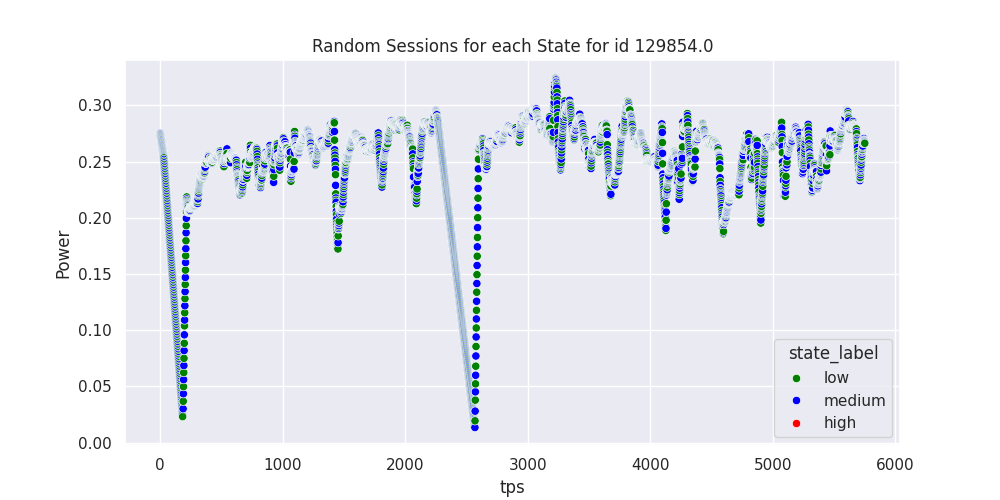 Random Sessions for each State for id 129854.0
Power
0.30
0.25
0.20
0.15
0.10
0.05
0.00
0 1000 2000 3000 4000 5000 6000
tps
state_label
low
medium
high